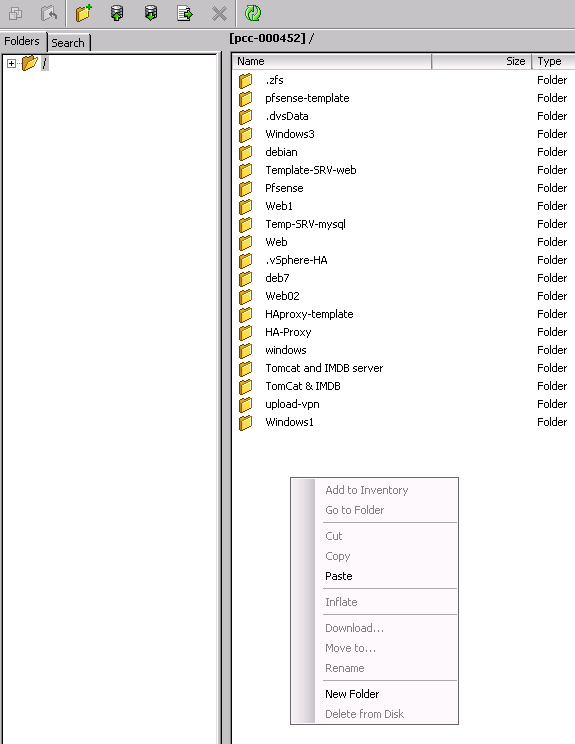 Folders Search
[pcc-000452] /
/
Name Size Type
.zfs Folder
pfsense-template Folder
.dvsData Folder
Windows3 Folder
debian Folder
Template-SRV-web Folder
Pfsense Folder
Web1 Folder
Temp-SRV-mysql Folder
Web Folder
.vSphere-HA Folder
deb7 Folder
Web02 Folder
HAproxy-template Folder
HA-Proxy Folder
windows Folder
Tomcat and IMDB server Folder
TomCat & IMDB Folder
upload-vpn Folder
Windows1 Folder
Add to Inventory
Go to Folder
Cut
Copy
Paste
Inflate
Download...
Move to...
Rename
New Folder
Delete from Disk